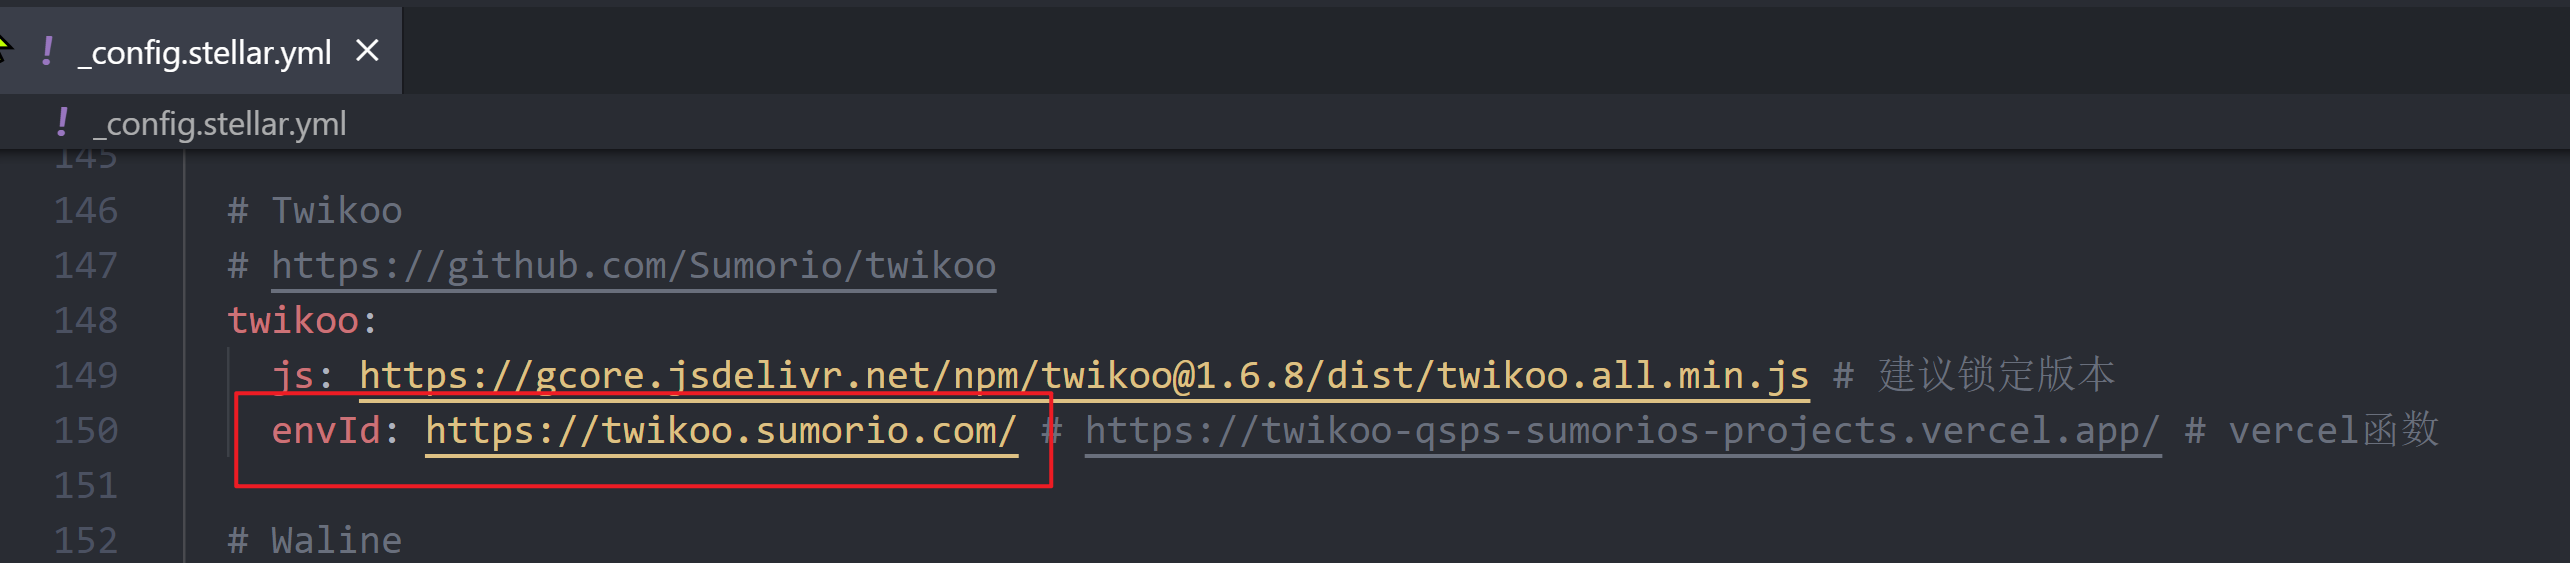 ! _config.stellar.yml ×
! _config.stellar.yml
145
146 # Twikoo
147 # https://github.com/Sumorio/twikoo
148 twikoo:
149 js: https://gcore.jsdelivr.net/npm/twikoo@1.6.8/dist/twikoo.all.min.js # 建议锁定版本
150 envId: https://twikoo.sumorio.com/ # https://twikoo-qsps-sumorios-projects.vercel.app/ # vercel函数
151
152 # Waline